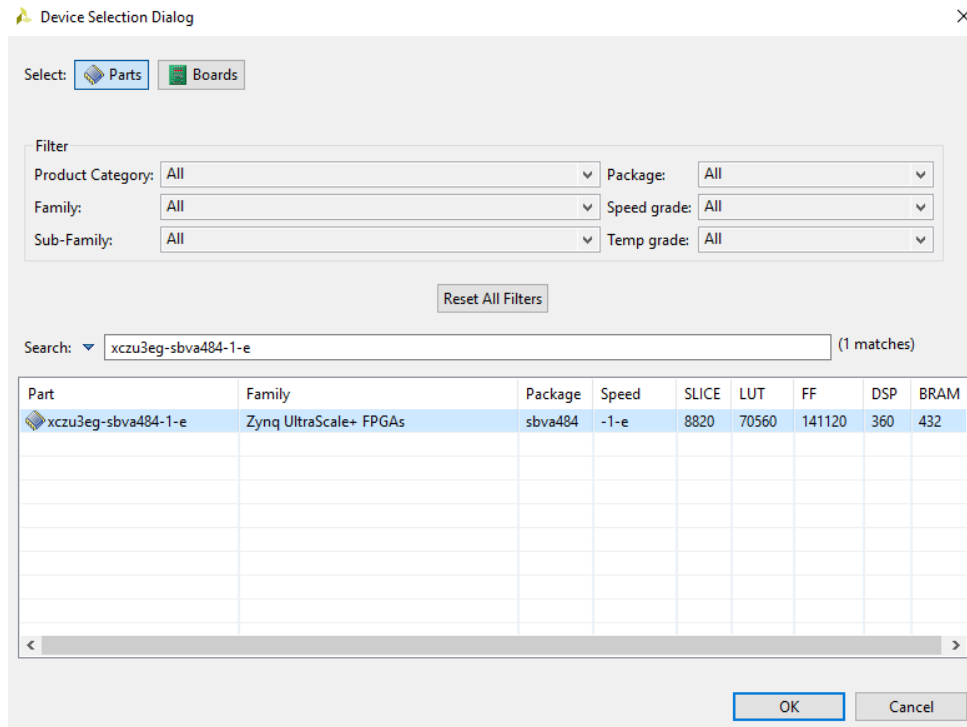 Device Selection Dialog
Select: Parts Boards
Filter
Product Category: All Package: All
Family: All Speed grade: All
Sub-Family: All Temp grade: All
Reset All Filters
Search: xczu3eg-sbva484-1-e (1 matches)
Part Family Package Speed SLICE LUT FF DSP BRAM
xczu3eg-sbva484-1-e Zynq UltraScale+ FPGAs sbva484 -1-e 8820 70560 141120 360 432
OK Cancel